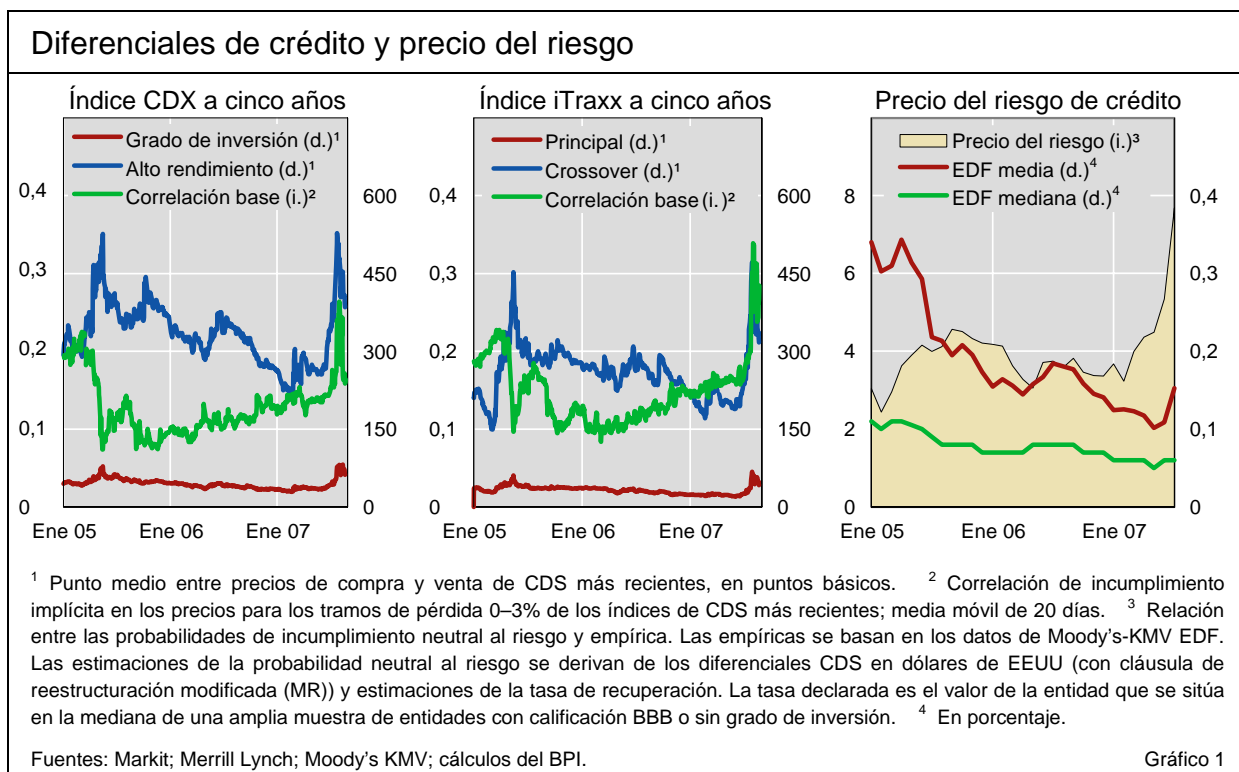 Diferenciales de crédito y precio del riesgo
Índice CDX a cinco años
Grado de inversión (d.)¹
Alto rendimiento (d.)¹
Correlación base (i.)²
0,4
0,3
0,2
0,1
0
600
450
300
150
0
Ene 05 Ene 06 Ene 07
Índice iTraxx a cinco años
Principal (d.)¹
Crossover (d.)¹
Correlación base (i.)²
0,4
0,3
0,2
0,1
0
600
450
300
150
0
Ene 05 Ene 06 Ene 07
Precio del riesgo de crédito
Precio del riesgo (i.)³
EDF media (d.)⁴
EDF mediana (d.)⁴
8
6
4
2
0
0,4
0,3
0,2
0,1
0
Ene 05 Ene 06 Ene 07
¹ Punto medio entre precios de compra y venta de CDS más recientes, en puntos básicos. ² Correlación de incumplimiento
implícita en los precios para los tramos de pérdida 0–3% de los índices de CDS más recientes; media móvil de 20 días. ³ Relación
entre las probabilidades de incumplimiento neutral al riesgo y empírica. Las empíricas se basan en los datos de Moody's-KMV EDF.
Las estimaciones de la probabilidad neutral al riesgo se derivan de los diferenciales CDS en dólares de EEUU (con cláusula de
reestructuración modificada (MR)) y estimaciones de la tasa de recuperación. La tasa declarada es el valor de la entidad que se sitúa
en la mediana de una amplia muestra de entidades con calificación BBB o sin grado de inversión. ⁴ En porcentaje.
Fuentes: Markit; Merrill Lynch; Moody's KMV; cálculos del BPI. Gráfico 1